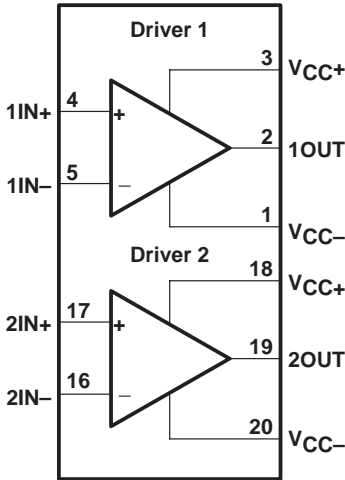 Driver 1
3 VCC+
1IN+ 4
+
2 1OUT
1IN– 5
–
1 VCC–
Driver 2
18 VCC+
2IN+ 17
+
19 2OUT
2IN– 16
–
20 VCC–